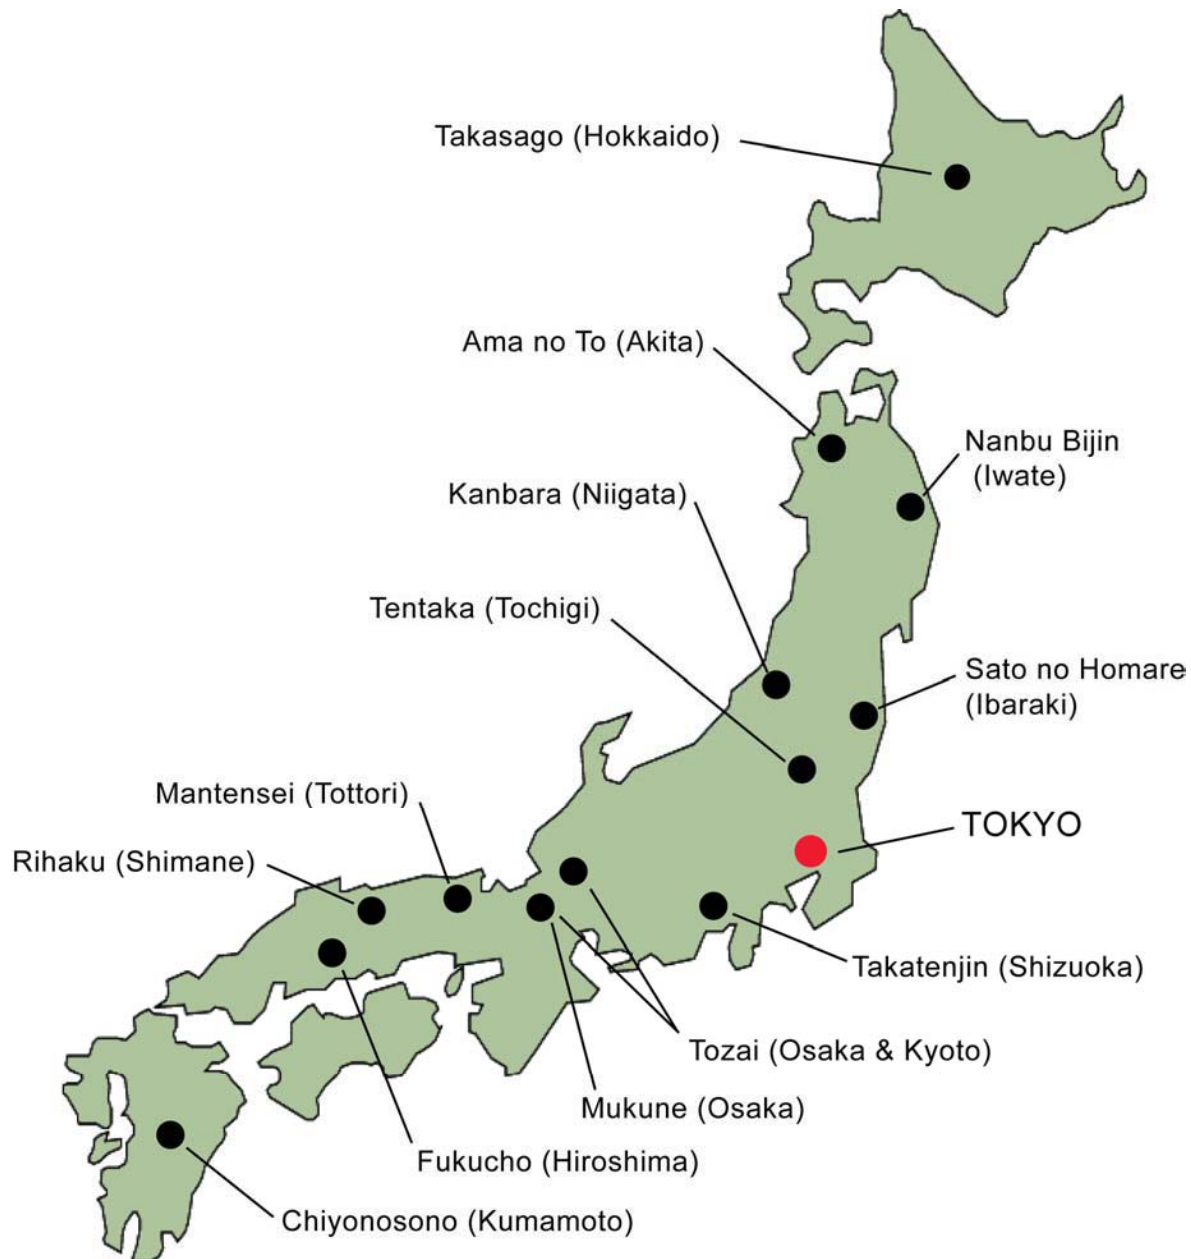 Takasago (Hokkaido)
Ama no To (Akita)
Nanbu Bijin
(Iwate)
Kanbara (Niigata)
Tentaka (Tochigi)
Sato no Homare
(Ibaraki)
Mantensei (Tottori)
TOKYO
Rihaku (Shimane)
Takatenjin (Shizuoka)
Tozai (Osaka & Kyoto)
Mukune (Osaka)
Fukucho (Hiroshima)
Chiyonosono (Kumamoto)